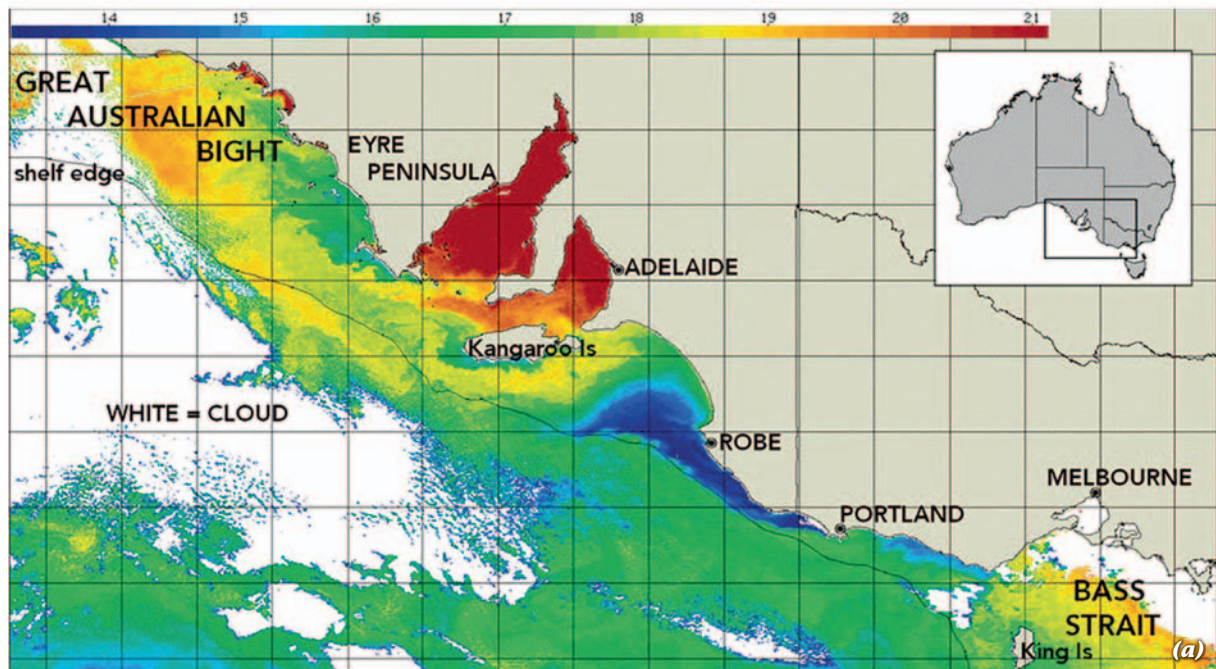 14 15 16 17 18 19 20 21
GREAT
AUSTRALIAN
BIGHT
shelf edge
EYRE
PENINSULA
ADELAIDE
Kangaroo Is
WHITE = CLOUD
ROBE
MELBOURNE
PORTLAND
BASS
STRAIT
King Is
(a)